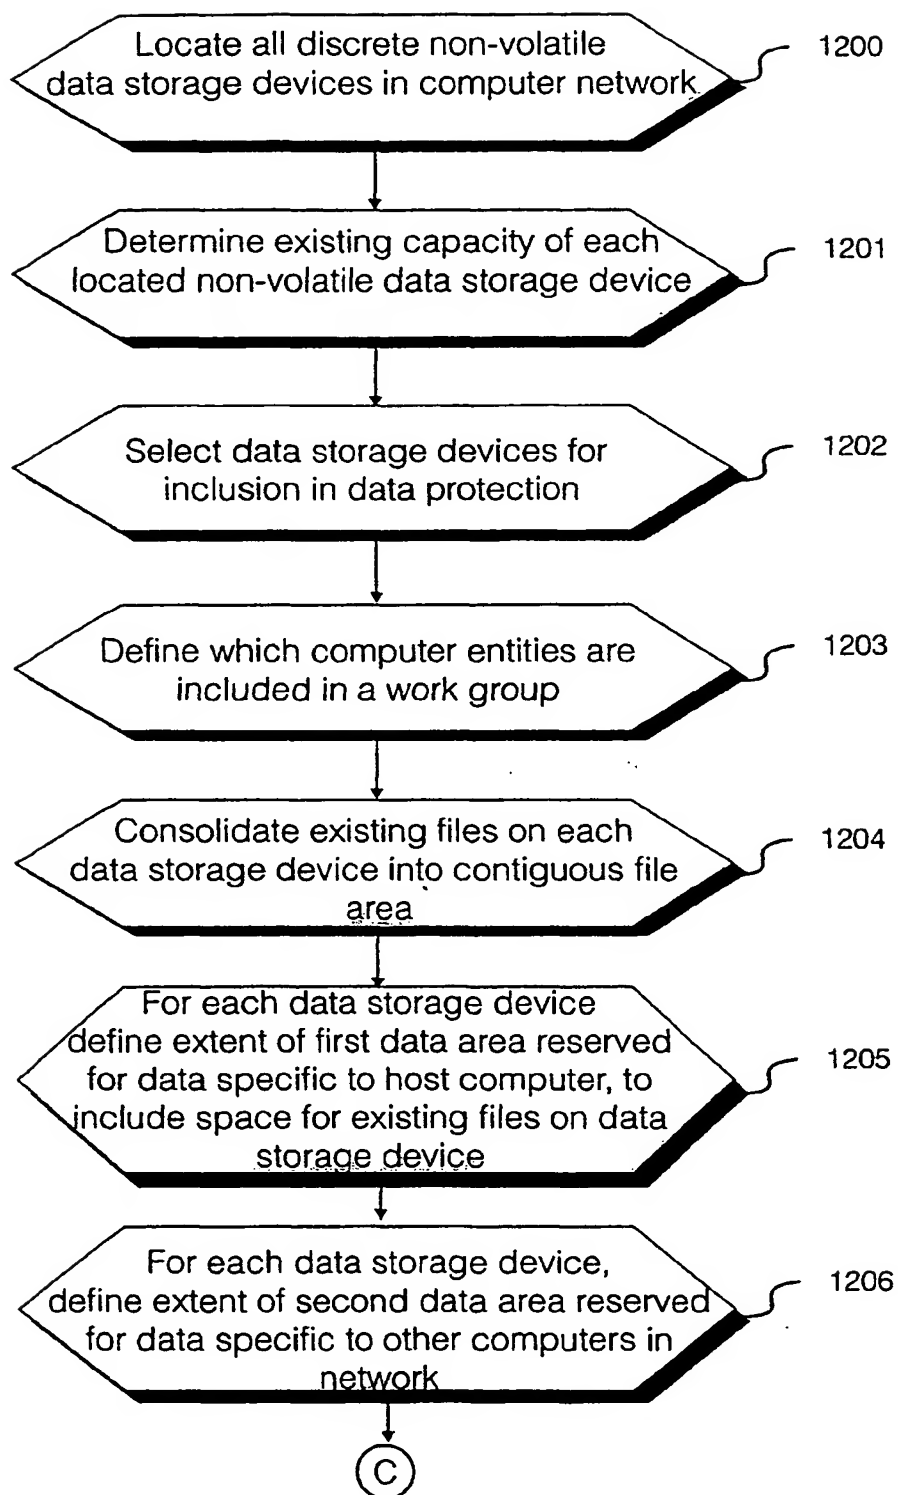 Locate all discrete non-volatile
data storage devices in computer network
1200
Determine existing capacity of each
located non-volatile data storage device
1201
Select data storage devices for
inclusion in data protection
1202
Define which computer entities are
included in a work group
1203
Consolidate existing files on each
data storage device into contiguous file
area
1204
For each data storage device
define extent of first data area reserved
for data specific to host computer, to
include space for existing files on data
storage device
1205
For each data storage device,
define extent of second data area reserved
for data specific to other computers in
network
1206
C